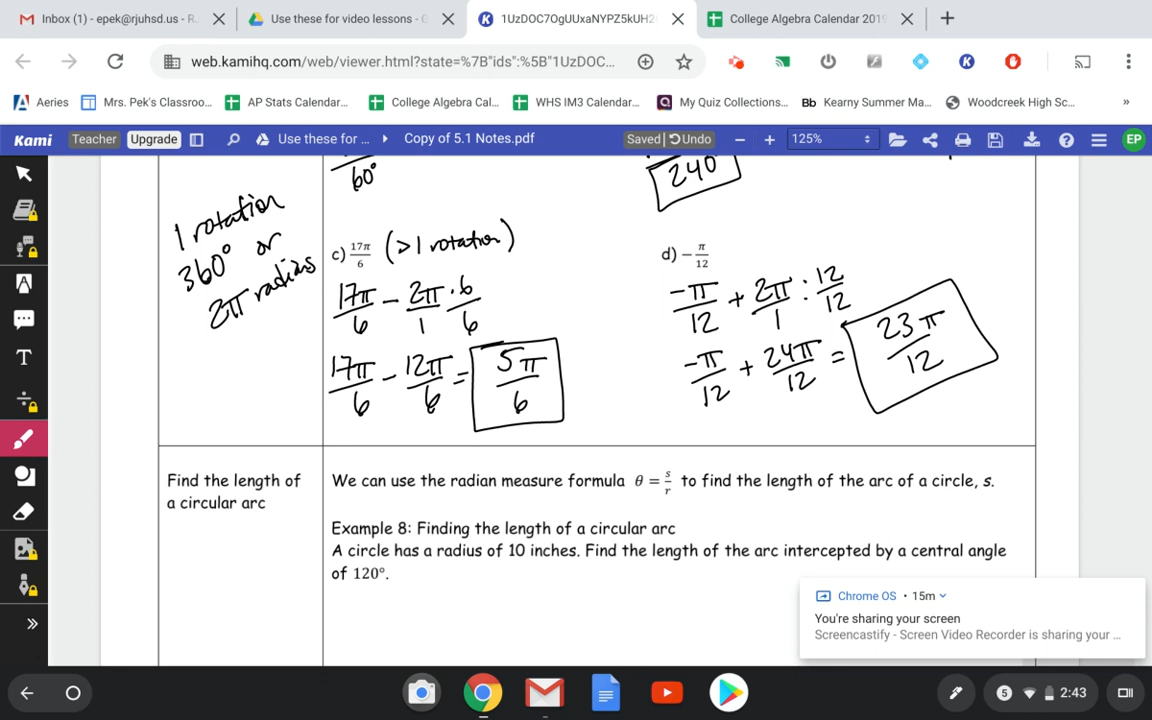 Inbox (1) - epek@rjuhsd.us - R.
Use these for video lessons - G
1UzDOC7OgUUxaNYPZ5kUH2
College Algebra Calendar 2019
web.kamihq.com/web/viewer.html?state=%7B"ids":%5B"1UzDOC...
Aeries
Mrs. Pek's Classroo...
AP Stats Calendar...
College Algebra Cal...
WHS IM3 Calendar...
My Quiz Collections...
Bb Kearny Summer Ma...
Woodcreek High Sc...
»
Kami
Teacher
Upgrade
Use these for ...
Copy of 5.1 Notes.pdf
Saved
Undo
125%
EP
60°
240°
1 rotation
360° or
2π radians
c) 17π/6 (>1 rotation)
17π/6 - 2π/1 · 6/6
17π/6 - 12π/6 = 5π/6
d) -π/12
-π/12 + 2π/1 : 12/12
-π/12 + 24π/12 = 23π/12
Find the length of
a circular arc
We can use the radian measure formula θ = s/r to find the length of the arc of a circle, s.
Example 8: Finding the length of a circular arc
A circle has a radius of 10 inches. Find the length of the arc intercepted by a central angle
of 120°.
Chrome OS • 15m
You're sharing your screen
Screencastify - Screen Video Recorder is sharing your ...
5
2:43